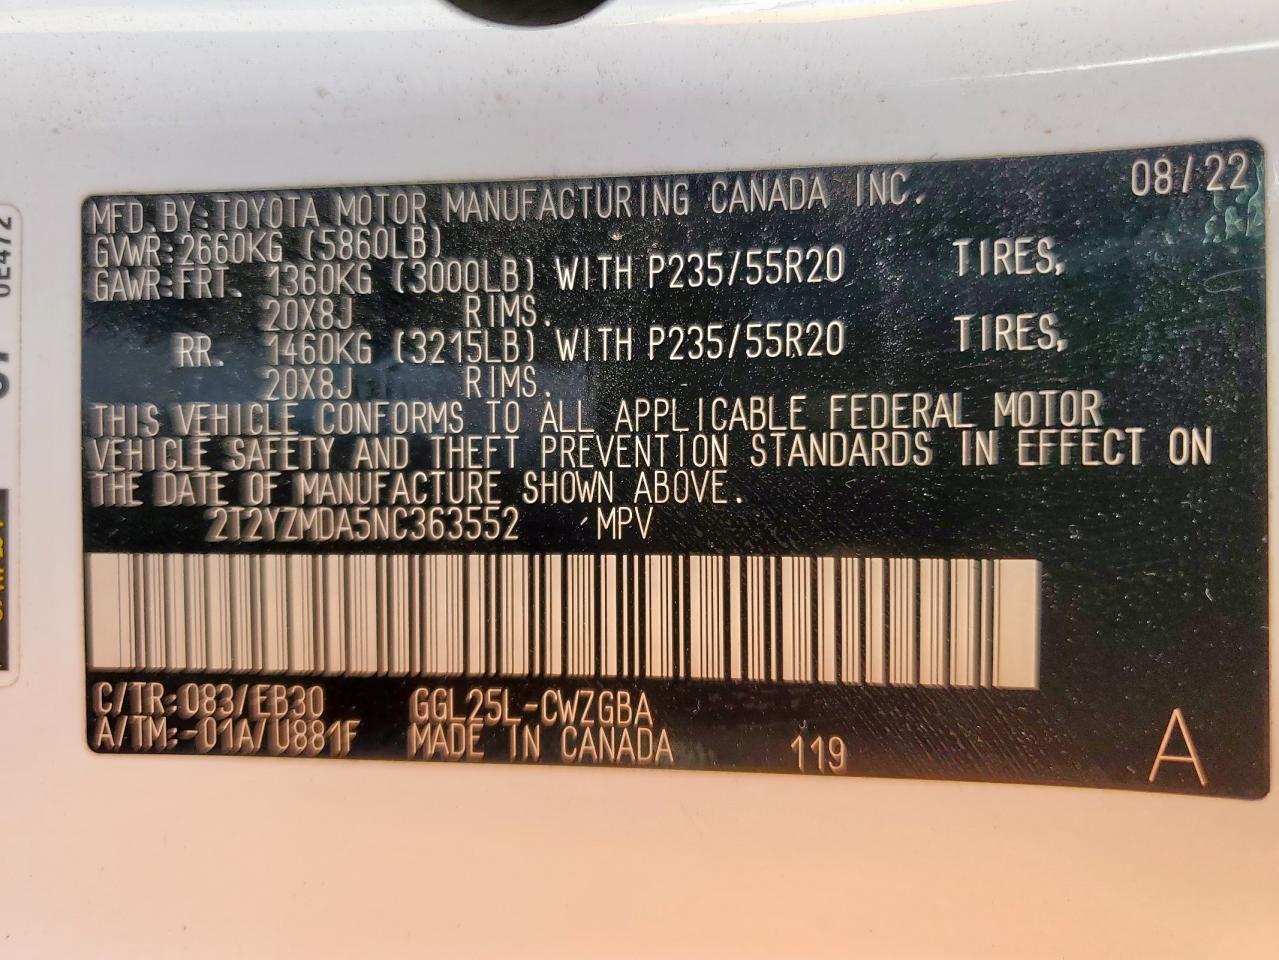 08/22
MFD. BY: TOYOTA MOTOR MANUFACTURING CANADA INC.
GVWR: 2660KG (5860LB)
GAWR: FRT. 1360KG (3000LB) WITH P235/55R20 TIRES,
20X8J RIMS.
RR. 1460KG (3215LB) WITH P235/55R20 TIRES,
20X8J RIMS.
THIS VEHICLE CONFORMS TO ALL APPLICABLE FEDERAL MOTOR
VEHICLE SAFETY AND THEFT PREVENTION STANDARDS IN EFFECT ON
THE DATE OF MANUFACTURE SHOWN ABOVE.
2T2YZMDA5NC363552 MPV
C/TR: 083/EB30 GGL25L-CWZGBA
A/TM:-01A/U881F MADE IN CANADA 119
A
0E472